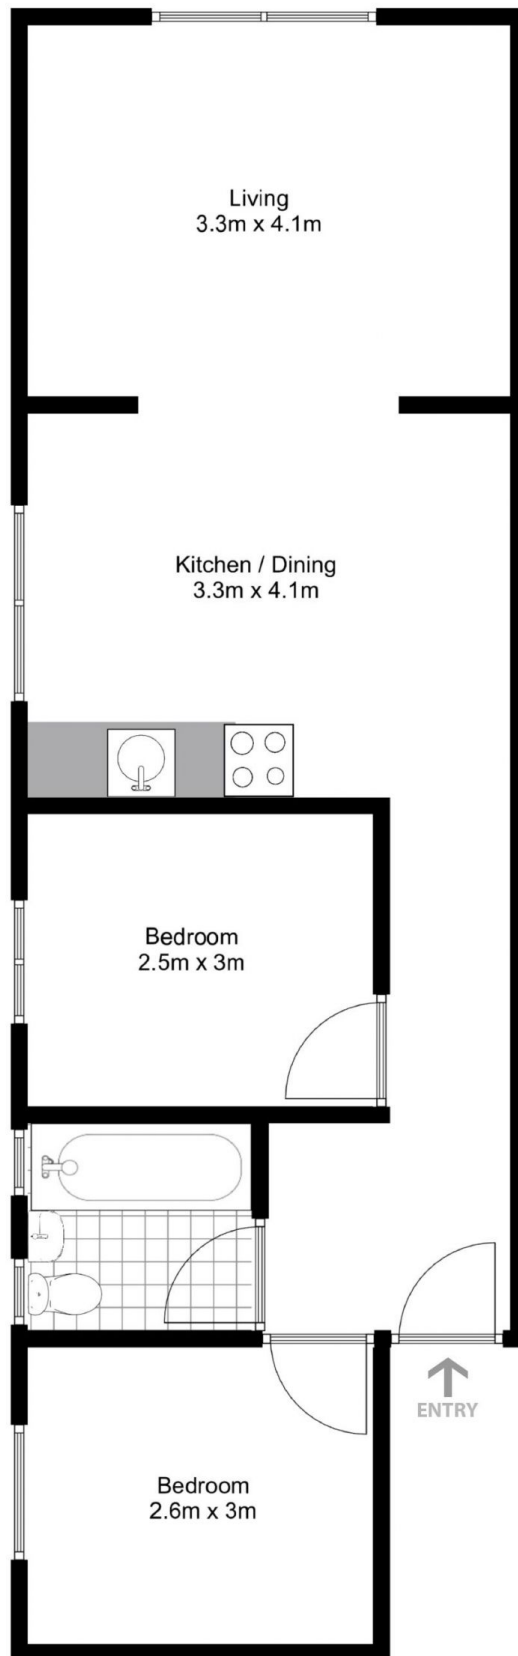 Living
3.3m x 4.1m
Kitchen / Dining
3.3m x 4.1m
Bedroom
2.5m x 3m
ENTRY
Bedroom
2.6m x 3m